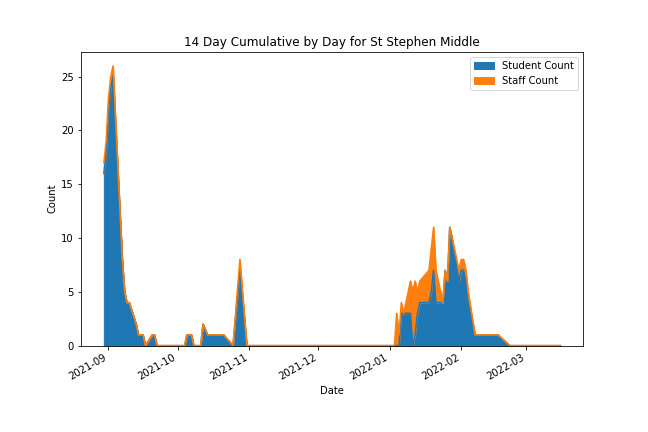 14 Day Cumulative by Day for St Stephen Middle
Student Count
Staff Count
25
20
15
10
5
0
Count
2021-09
2021-10
2021-11
2021-12
2022-01
2022-02
2022-03
Date